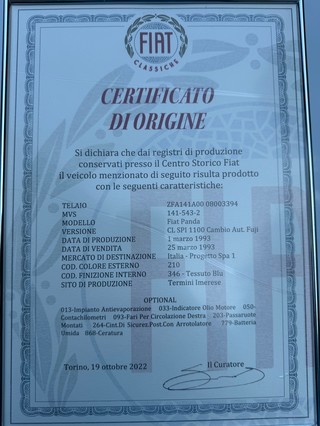 FIAT
CLASSICHE
CERTIFICATO
DI ORIGINE
Si dichiara che dai registri di produzione
conservati presso il Centro Storico Fiat
il veicolo menzionato di seguito risulta prodotto
con le seguenti caratteristiche:
TELAIO ZFA141A00 08003394
MVS 141-543-2
MODELLO Fiat Panda
VERSIONE CL SPI 1100 Cambio Aut. Fuji
DATA DI PRODUZIONE 1 marzo 1993
DATA DI VENDITA 25 marzo 1993
MERCATO DI DESTINAZIONE Italia - Progetto Spa 1
COD. COLORE ESTERNO 210
COD. FINIZIONE INTERNO 346 - Tessuto Blu
SITO DI PRODUZIONE Termini Imerese
OPTIONAL
013-Impianto Antievaporazione 033-Indicatore Olio Motore 050-
Contachilometri 093-Fari Per Circolazione Destra 203-Passaruote
Montati 264-Cint.Di Sicurez.Post.Con Arrotolatore 779-Batteria
Umida 868-Ceratura
Torino, 19 ottobre 2022 Il Curatore